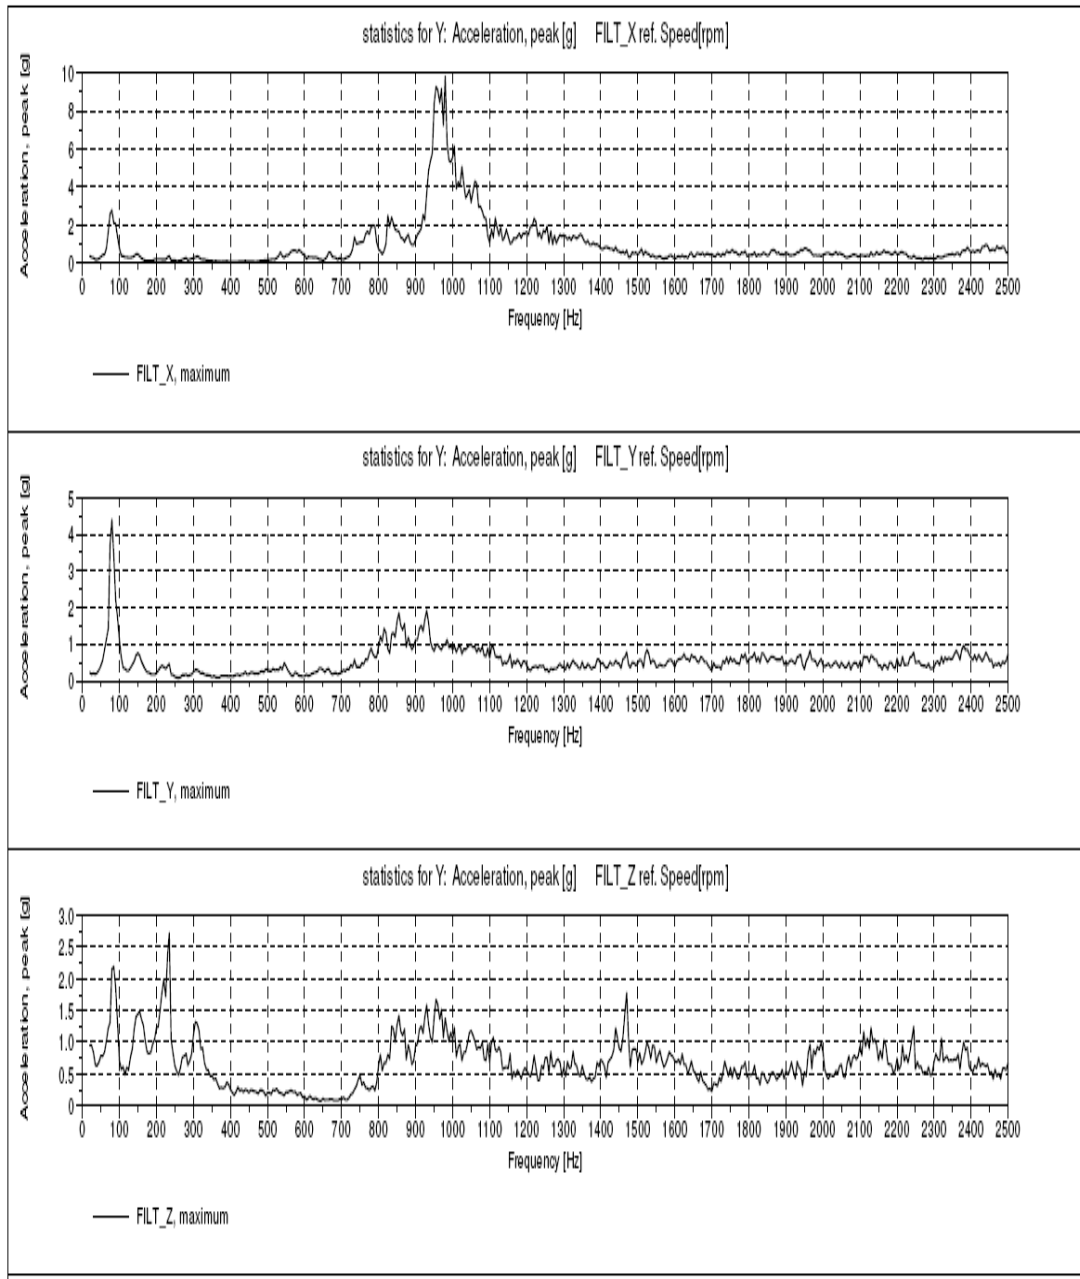 statistics for Y: Acceleration, peak [g] FILT_X ref. Speed[rpm]
Acceleration, peak [g]
10
8
6
4
2
0
0 100 200 300 400 500 600 700 800 900 1000 1100 1200 1300 1400 1500 1600 1700 1800 1900 2000 2100 2200 2300 2400 2500
Frequency [Hz]
FILT_X, maximum
statistics for Y: Acceleration, peak [g] FILT_Y ref. Speed[rpm]
Acceleration, peak [g]
5
4
3
2
1
0
0 100 200 300 400 500 600 700 800 900 1000 1100 1200 1300 1400 1500 1600 1700 1800 1900 2000 2100 2200 2300 2400 2500
Frequency [Hz]
FILT_Y, maximum
statistics for Y: Acceleration, peak [g] FILT_Z ref. Speed[rpm]
Acceleration, peak [g]
3.0
2.5
2.0
1.5
1.0
0.5
0
0 100 200 300 400 500 600 700 800 900 1000 1100 1200 1300 1400 1500 1600 1700 1800 1900 2000 2100 2200 2300 2400 2500
Frequency [Hz]
FILT_Z, maximum